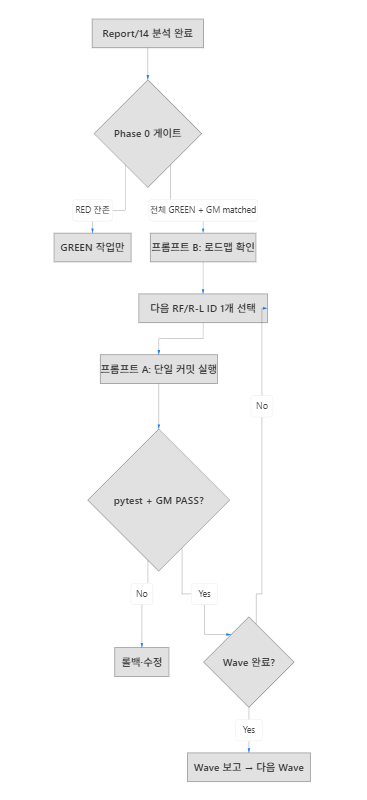 Report/14 분석 완료
Phase 0 게이트
RED 잔존
전체 GREEN + GM matched
GREEN 작업만
프롬프트 B: 로드맵 확인
다음 RF/R-L ID 1개 선택
프롬프트 A: 단일 커밋 실행
No
pytest + GM PASS?
No
Yes
롤백·수정
Wave 완료?
Yes
Wave 보고 → 다음 Wave